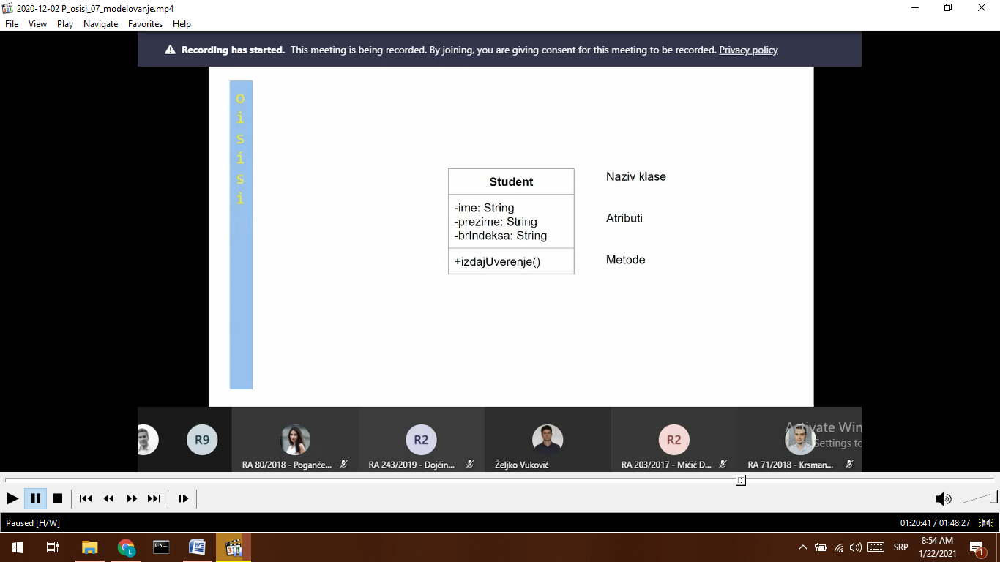 2020-12-02 P_osisi_07_modelovanje.mp4
File View Play Navigate Favorites Help
Recording has started. This meeting is being recorded. By joining, you are giving consent for this meeting to be recorded. Privacy policy
o
i
s
i
s
i
Student
Naziv klase
-ime: String
-prezime: String
-brIndeksa: String
Atributi
+izdajUverenje()
Metode
R9
R2
R2
RA 80/2018 - Poganče...
RA 243/2019 - Dojčin...
Željko Vuković
RA 203/2017 - Mićić D...
RA 71/2018 - Krsman...
Activate Win
Settings to
Paused [H/W]
01:20:41 / 01:48:27
SRP
8:54 AM
1/22/2021
1